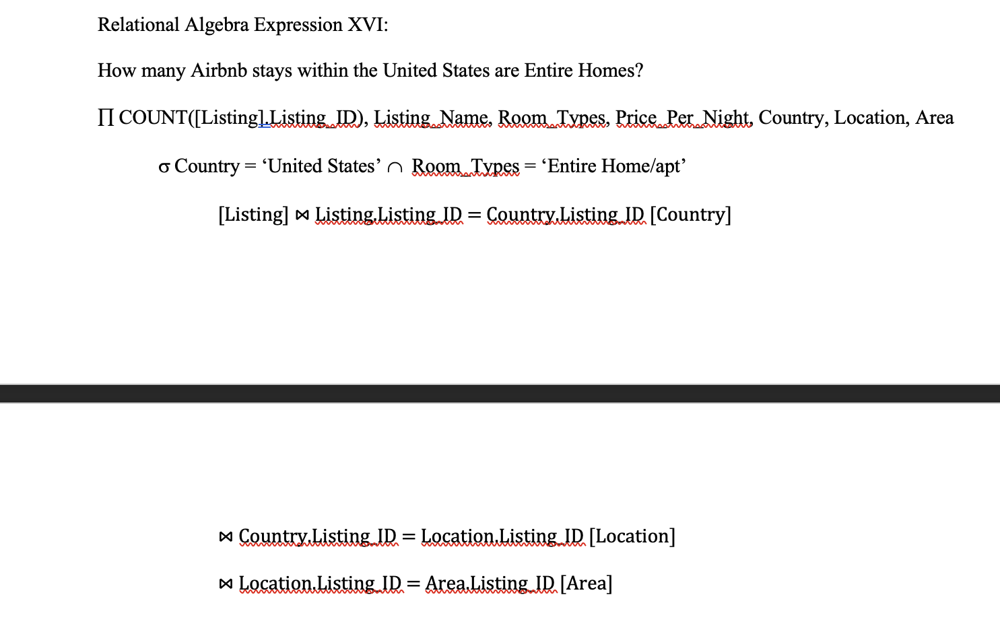 Relational Algebra Expression XVI:
How many Airbnb stays within the United States are Entire Homes?
∏ COUNT([Listing].Listing_ID), Listing_Name, Room_Types, Price_Per_Night, Country, Location, Area
σ Country = ‘United States’ ∩ Room_Types = ‘Entire Home/apt’
[Listing] ⋈ Listing.Listing_ID = Country.Listing_ID [Country]
⋈ Country.Listing_ID = Location.Listing_ID [Location]
⋈ Location.Listing_ID = Area.Listing_ID [Area]